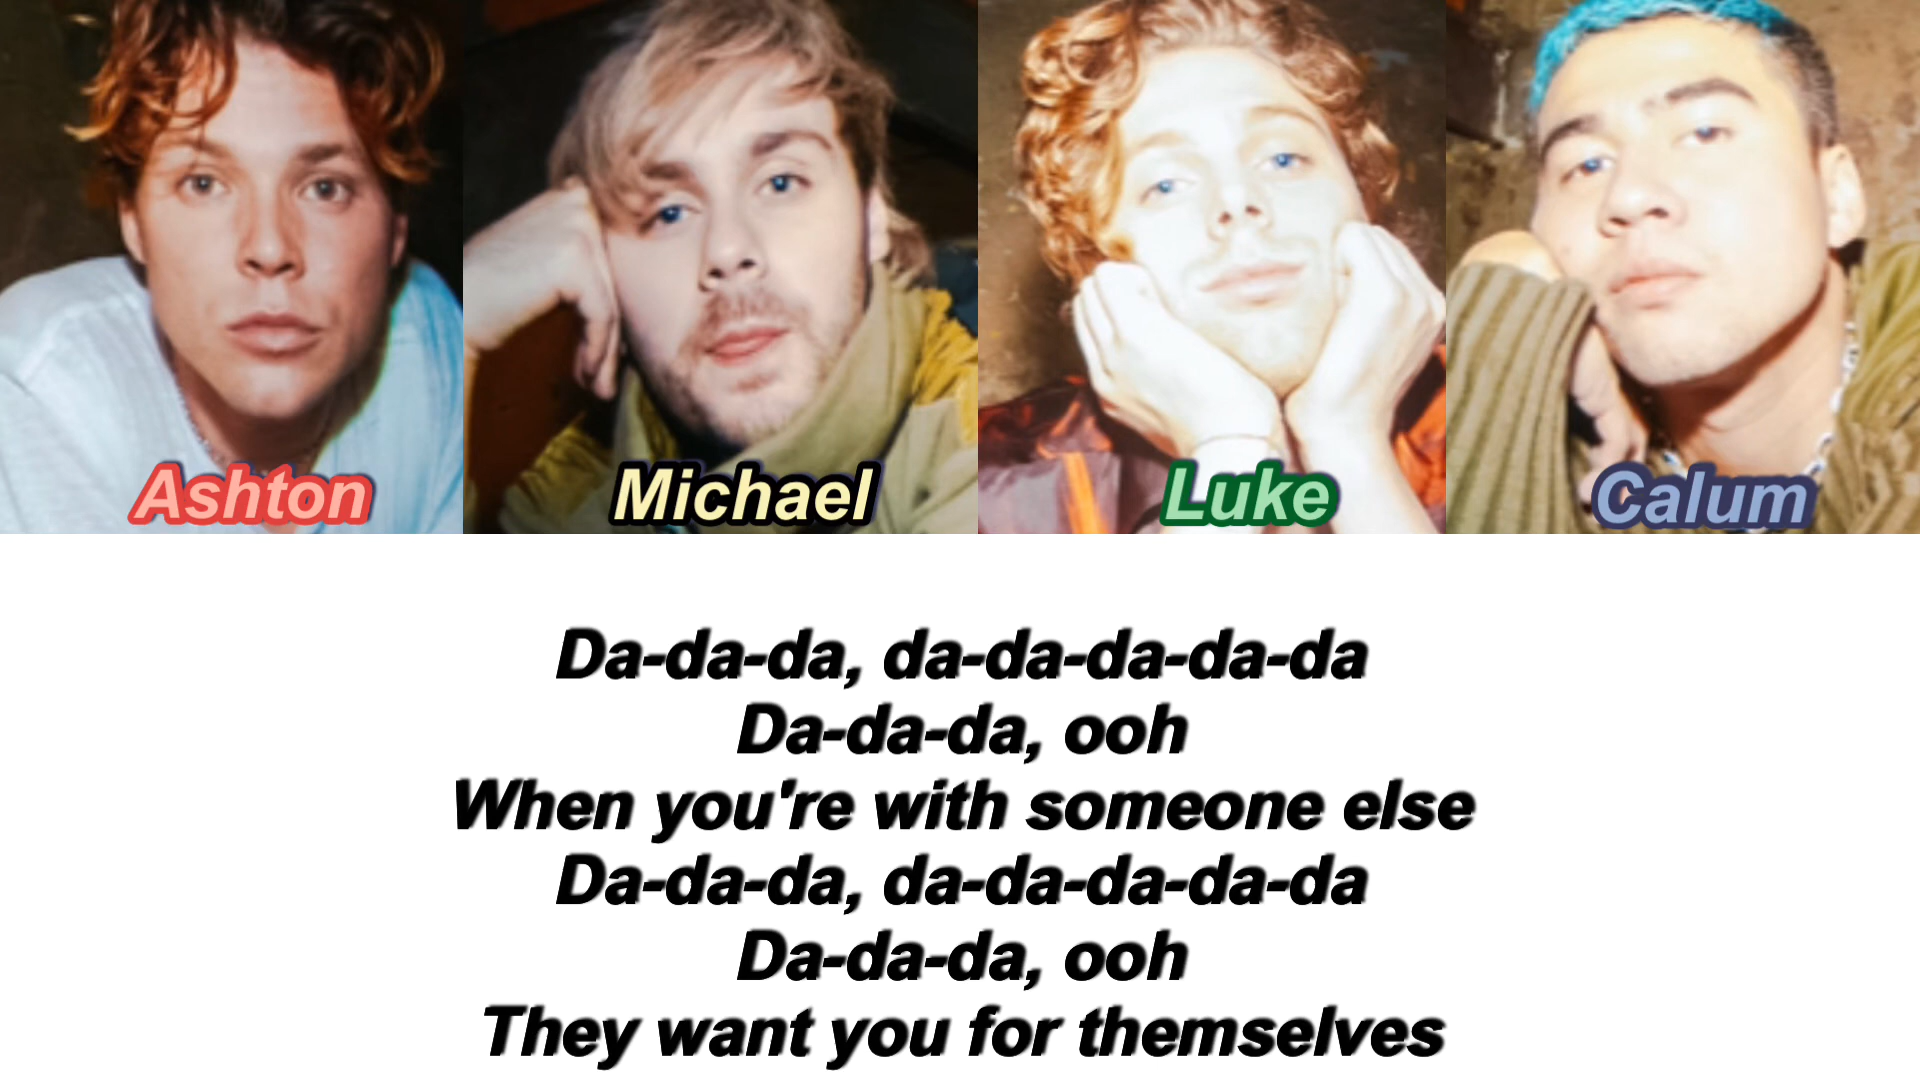 Ashton
Michael
Luke
Calum
Da-da-da, da-da-da-da-da
Da-da-da, ooh
When you're with someone else
Da-da-da, da-da-da-da-da
Da-da-da, ooh
They want you for themselves